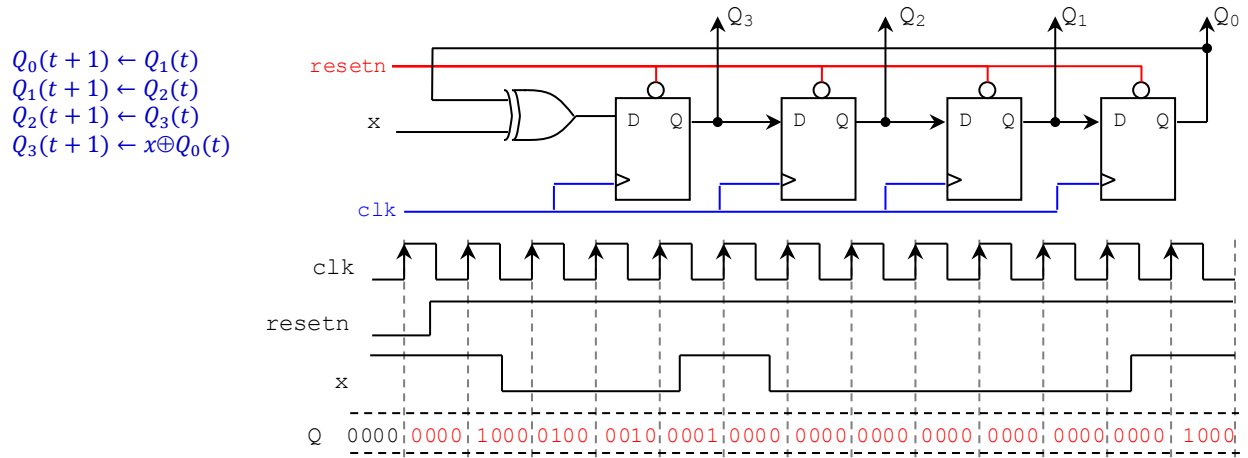 Q₃ Q₂ Q₁ Q₀
Q₀(t + 1) ← Q₁(t)
Q₁(t + 1) ← Q₂(t)
Q₂(t + 1) ← Q₃(t)
Q₃(t + 1) ← x⊕Q₀(t)
resetn
x
D Q D Q D Q D Q
clk
clk
resetn
x
Q 0000 0000 1000 0100 0010 0001 0000 0000 0000 0000 0000 0000 0000 1000